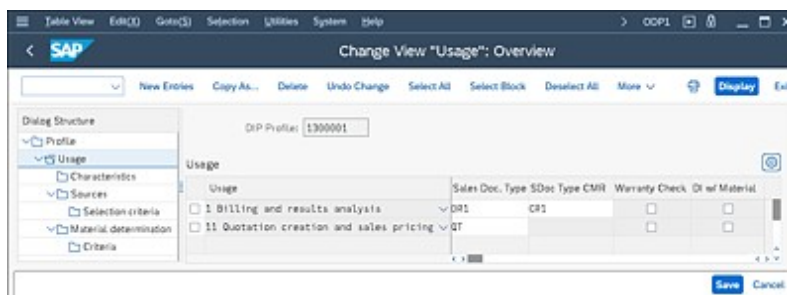 Table View Edit(X) Goto(S) Selection Utilities System Help ODP1
SAP Change View "Usage": Overview
New Entries Copy As... Delete Undo Change Select All Select Block Deselect All More Display
Dialog Structure
DIP Profile: 1300001
Profile
Usage
Usage
Characteristics
Usage Sales Doc. Type SDoc Type CMR Warranty Check DI w/ Material
Sources
1 Billing and results analysis CR1
Selection criteria
11 Quotation creation and sales pricing QT
Material determination
Criteria
Save Cancel